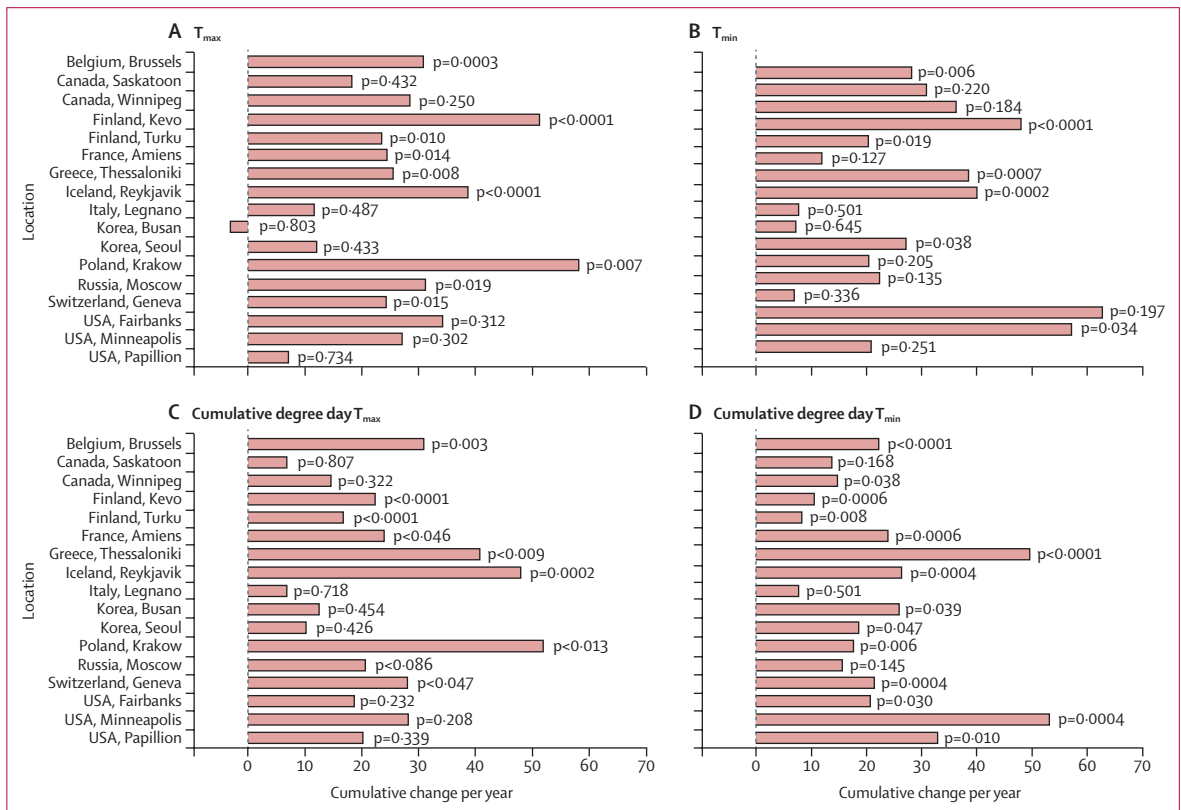 A Tmax
Location
Belgium, Brussels
Canada, Saskatoon
Canada, Winnipeg
Finland, Kevo
Finland, Turku
France, Amiens
Greece, Thessaloniki
Iceland, Reykjavik
Italy, Legnano
Korea, Busan
Korea, Seoul
Poland, Krakow
Russia, Moscow
Switzerland, Geneva
USA, Fairbanks
USA, Minneapolis
USA, Papillion
p=0·0003
p=0·432
p=0·250
p<0·0001
p=0·010
p=0·014
p=0·008
p<0·0001
p=0·487
p=0·803
p=0·433
p=0·007
p=0·019
p=0·015
p=0·312
p=0·302
p=0·734
0 10 20 30 40 50 60 70
B Tmin
p=0·006
p=0·220
p=0·184
p<0·0001
p=0·019
p=0·127
p=0·0007
p=0·0002
p=0·501
p=0·645
p=0·038
p=0·205
p=0·135
p=0·336
p=0·197
p=0·034
p=0·251
0 10 20 30 40 50 60 70
C Cumulative degree day Tmax
Location
Belgium, Brussels
Canada, Saskatoon
Canada, Winnipeg
Finland, Kevo
Finland, Turku
France, Amiens
Greece, Thessaloniki
Iceland, Reykjavik
Italy, Legnano
Korea, Busan
Korea, Seoul
Poland, Krakow
Russia, Moscow
Switzerland, Geneva
USA, Fairbanks
USA, Minneapolis
USA, Papillion
p=0·003
p=0·807
p=0·322
p<0·0001
p<0·0001
p<0·046
p<0·009
p=0·0002
p=0·718
p=0·454
p=0·426
p<0·013
p<0·086
p<0·047
p=0·232
p=0·208
p=0·339
0 10 20 30 40 50 60 70
Cumulative change per year
D Cumulative degree day Tmin
p<0·0001
p=0·168
p=0·038
p=0·0006
p=0·008
p=0·0006
p<0·0001
p=0·0004
p=0·501
p=0·039
p=0·047
p=0·006
p=0·145
p=0·0004
p=0·030
p=0·0004
p=0·010
0 10 20 30 40 50 60 70
Cumulative change per year